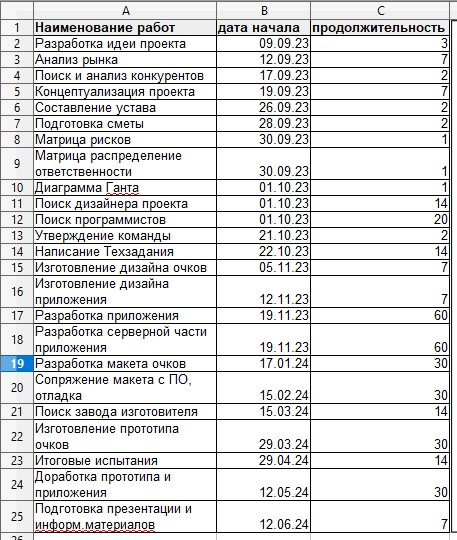 A B C
1 Наименование работ дата начала продолжительность
2 Разработка идеи проекта 09.09.23 3
3 Анализ рынка 12.09.23 7
4 Поиск и анализ конкурентов 17.09.23 2
5 Концептуализация проекта 19.09.23 7
6 Составление устава 26.09.23 2
7 Подготовка сметы 28.09.23 2
8 Матрица рисков 30.09.23 1
Матрица распределение
9 ответственности 30.09.23 1
10 Диаграмма Ганта 01.10.23 1
11 Поиск дизайнера проекта 01.10.23 14
12 Поиск программистов 01.10.23 20
13 Утверждение команды 21.10.23 2
14 Написание Техзадания 22.10.23 14
15 Изготовление дизайна очков 05.11.23 7
Изготовление дизайна
16 приложения 12.11.23 7
17 Разработка приложения 19.11.23 60
Разработка серверной части
18 приложения 19.11.23 60
19 Разработка макета очков 17.01.24 30
Сопряжение макета с ПО,
20 отладка 15.02.24 30
21 Поиск завода изготовителя 15.03.24 14
Изготовление прототипа
22 очков 29.03.24 30
23 Итоговые испытания 29.04.24 14
Доработка прототипа и
24 приложения 12.05.24 30
Подготовка презентации и
25 информ.материалов 12.06.24 7